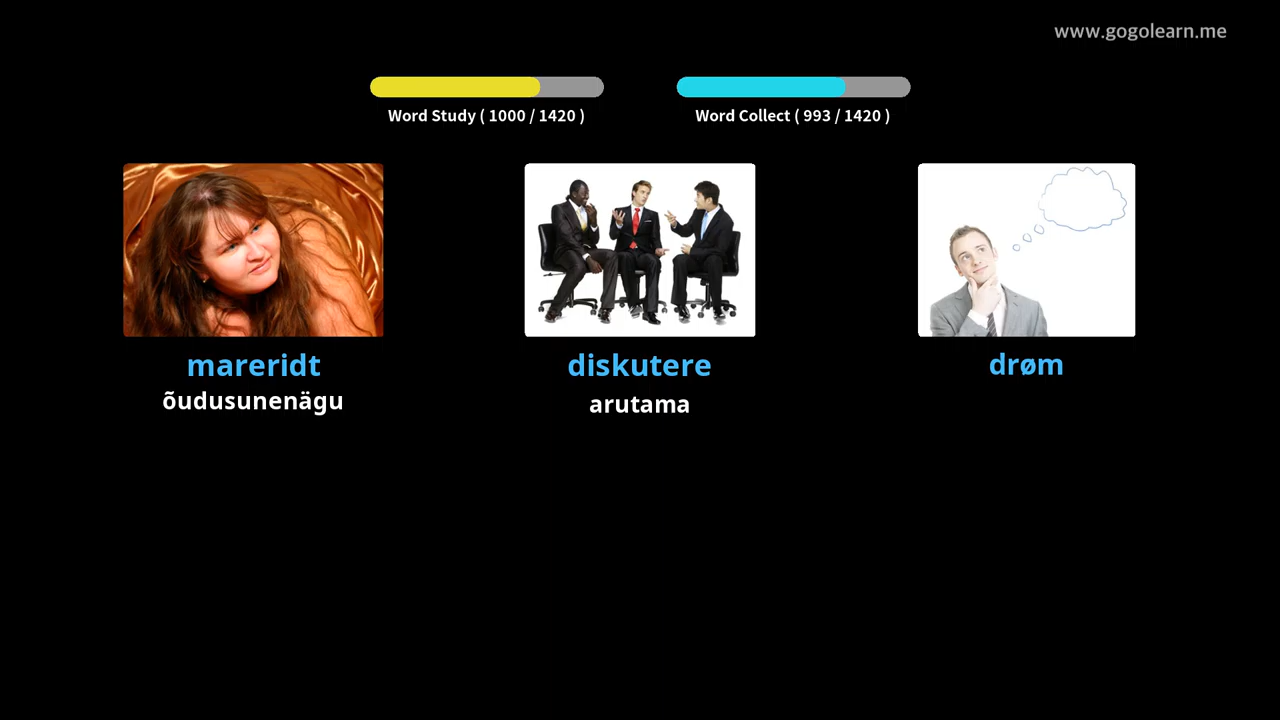 www.gogolearn.me
Word Study ( 1000 / 1420 )
Word Collect ( 993 / 1420 )
mareridt
õudusunenägu
diskutere
arutama
drøm